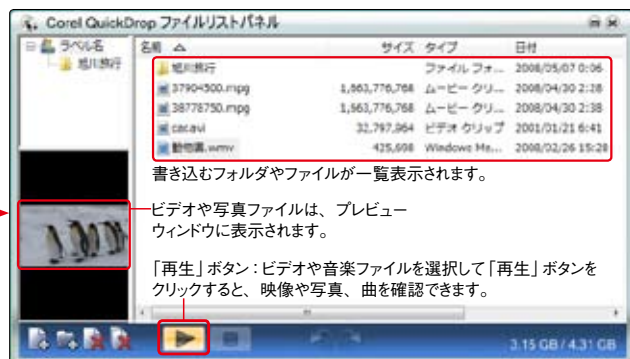 Corel QuickDrop ファイルリストパネル
ラベル名
旭川旅行
名前 サイズ タイプ 日付
旭川旅行 ファイル フォ... 2008/05/07 0:06
37904500.mpg 1,563,776,768 ムービー クリ... 2008/04/30 2:28
38778750.mpg 1,563,776,768 ムービー クリ... 2008/04/30 2:38
32,797,964 ビデオ クリップ 2001/01/21 6:41
動物園.wmv 425,698 Windows Me... 2008/02/26 15:28
書き込むフォルダやファイルが一覧表示されます。
ビデオや写真ファイルは、プレビュー
ウィンドウに表示されます。
「再生」ボタン：ビデオや音楽ファイルを選択して「再生」ボタンを
クリックすると、映像や写真、曲を確認できます。
3.15 GB / 4.31 GB